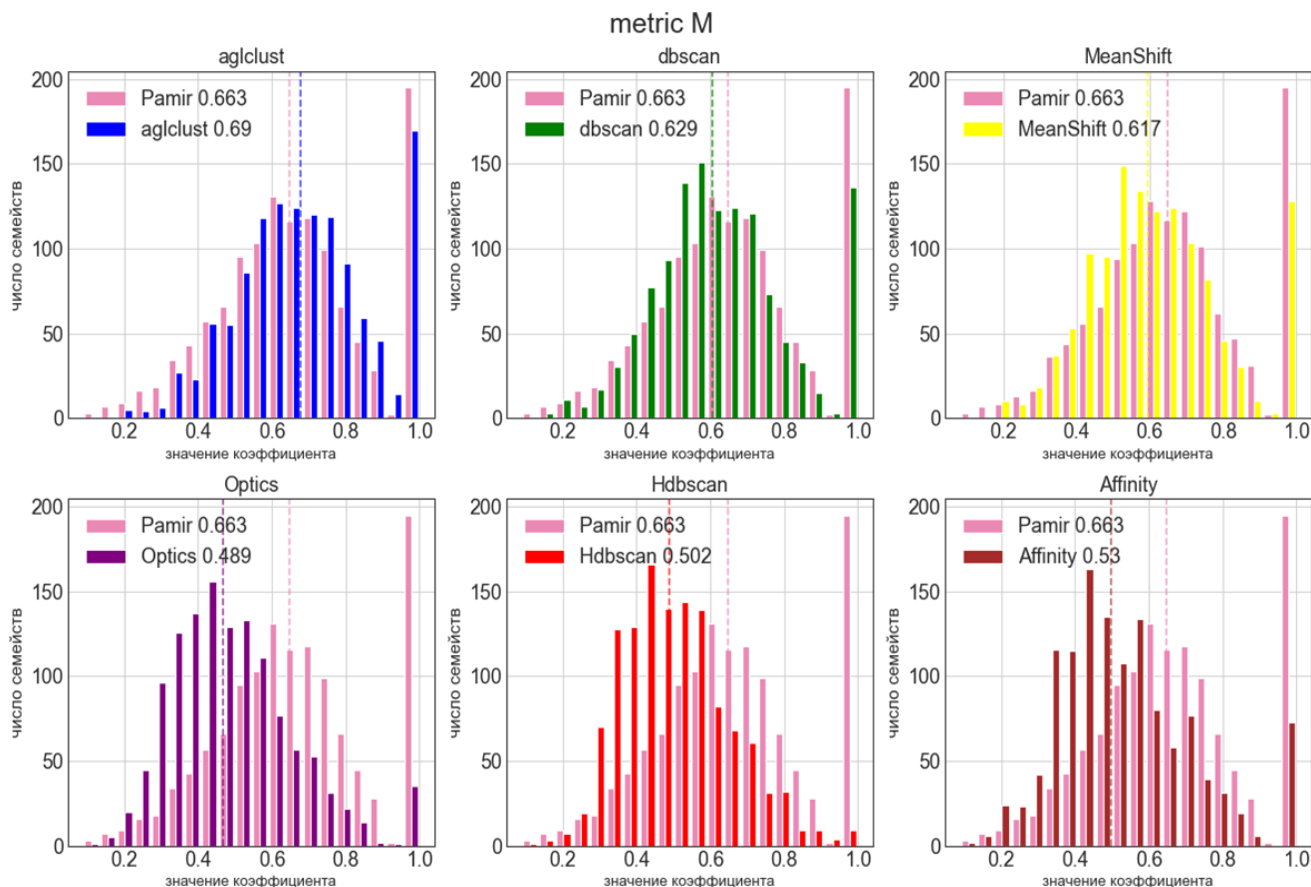 metric M
aglclust
200
150
100
50
0
число семейств
Pamir 0.663
aglclust 0.69
0.2 0.4 0.6 0.8 1.0
значение коэффициента
dbscan
200
150
100
50
0
число семейств
Pamir 0.663
dbscan 0.629
0.2 0.4 0.6 0.8 1.0
значение коэффициента
MeanShift
200
150
100
50
0
число семейств
Pamir 0.663
MeanShift 0.617
0.2 0.4 0.6 0.8 1.0
значение коэффициента
Optics
200
150
100
50
0
число семейств
Pamir 0.663
Optics 0.489
0.2 0.4 0.6 0.8 1.0
значение коэффициента
Hdbscan
200
150
100
50
0
число семейств
Pamir 0.663
Hdbscan 0.502
0.2 0.4 0.6 0.8 1.0
значение коэффициента
Affinity
200
150
100
50
0
число семейств
Pamir 0.663
Affinity 0.53
0.2 0.4 0.6 0.8 1.0
значение коэффициента